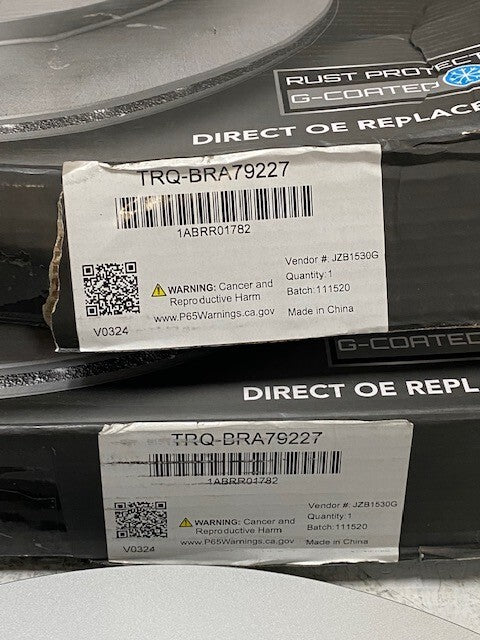 RUST PROTECT
G-COATED
DIRECT OE REPLAC
TRQ-BRA79227
1ABRR01782
Vendor #: JZB1530G
Quantity:1
Batch:111520
Made in China
WARNING: Cancer and
Reproductive Harm
www.P65Warnings.ca.gov
V0324
G-COATED
DIRECT OE REPL
TRQ-BRA79227
1ABRR01782
Vendor #: JZB1530G
Quantity:1
Batch:111520
Made in China
WARNING: Cancer and
Reproductive Harm
www.P65Warnings.ca.gov
V0324